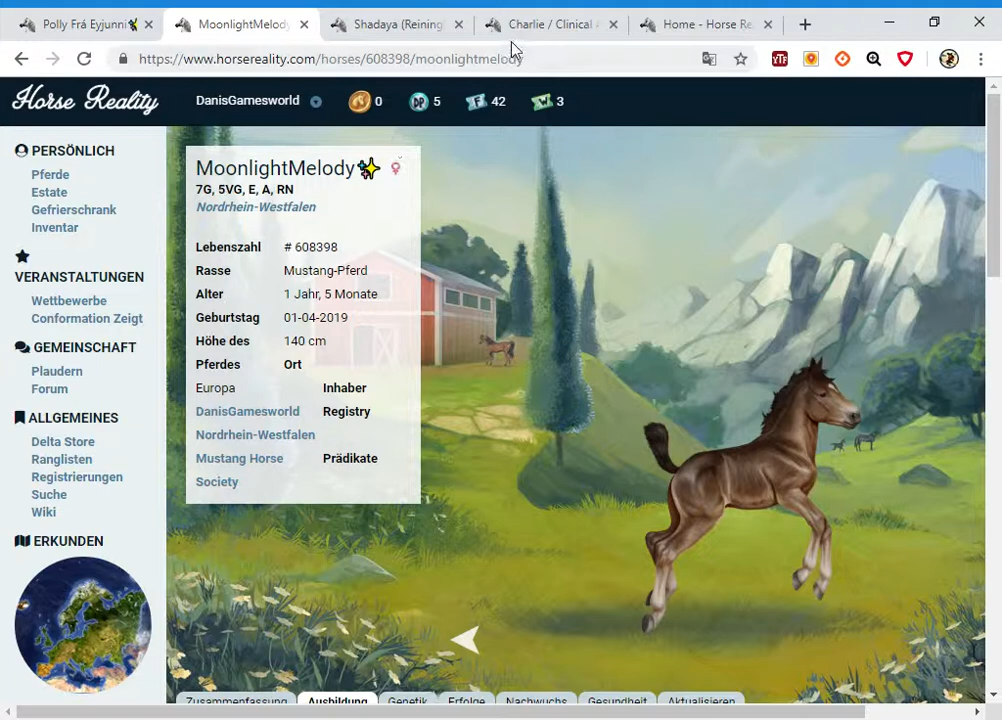 Polly Frá Eyjunni
MoonlightMelody
Shadaya (Reining
Charlie / Clinical
Home - Horse Re
https://www.horsereality.com/horses/608398/moonlightmelody
YTF
Horse Reality
DanisGamesworld
0
DP 5
F 42
W 3
PERSÖNLICH
Pferde
Estate
Gefrierschrank
Inventar
VERANSTALTUNGEN
Wettbewerbe
Conformation Zeigt
GEMEINSCHAFT
Plaudern
Forum
ALLGEMEINES
Delta Store
Ranglisten
Registrierungen
Suche
Wiki
ERKUNDEN
MoonlightMelody
7G, 5VG, E, A, RN
Nordrhein-Westfalen
Lebenszahl # 608398
Rasse Mustang-Pferd
Alter 1 Jahr, 5 Monate
Geburtstag 01-04-2019
Höhe des 140 cm
Pferdes Ort
Europa Inhaber
DanisGamesworld Registry
Nordrhein-Westfalen
Mustang Horse Prädikate
Society
Zusammenfassung Ausbildung Genetik Erfolge Nachwuchs Gesundheit Aktualisieren